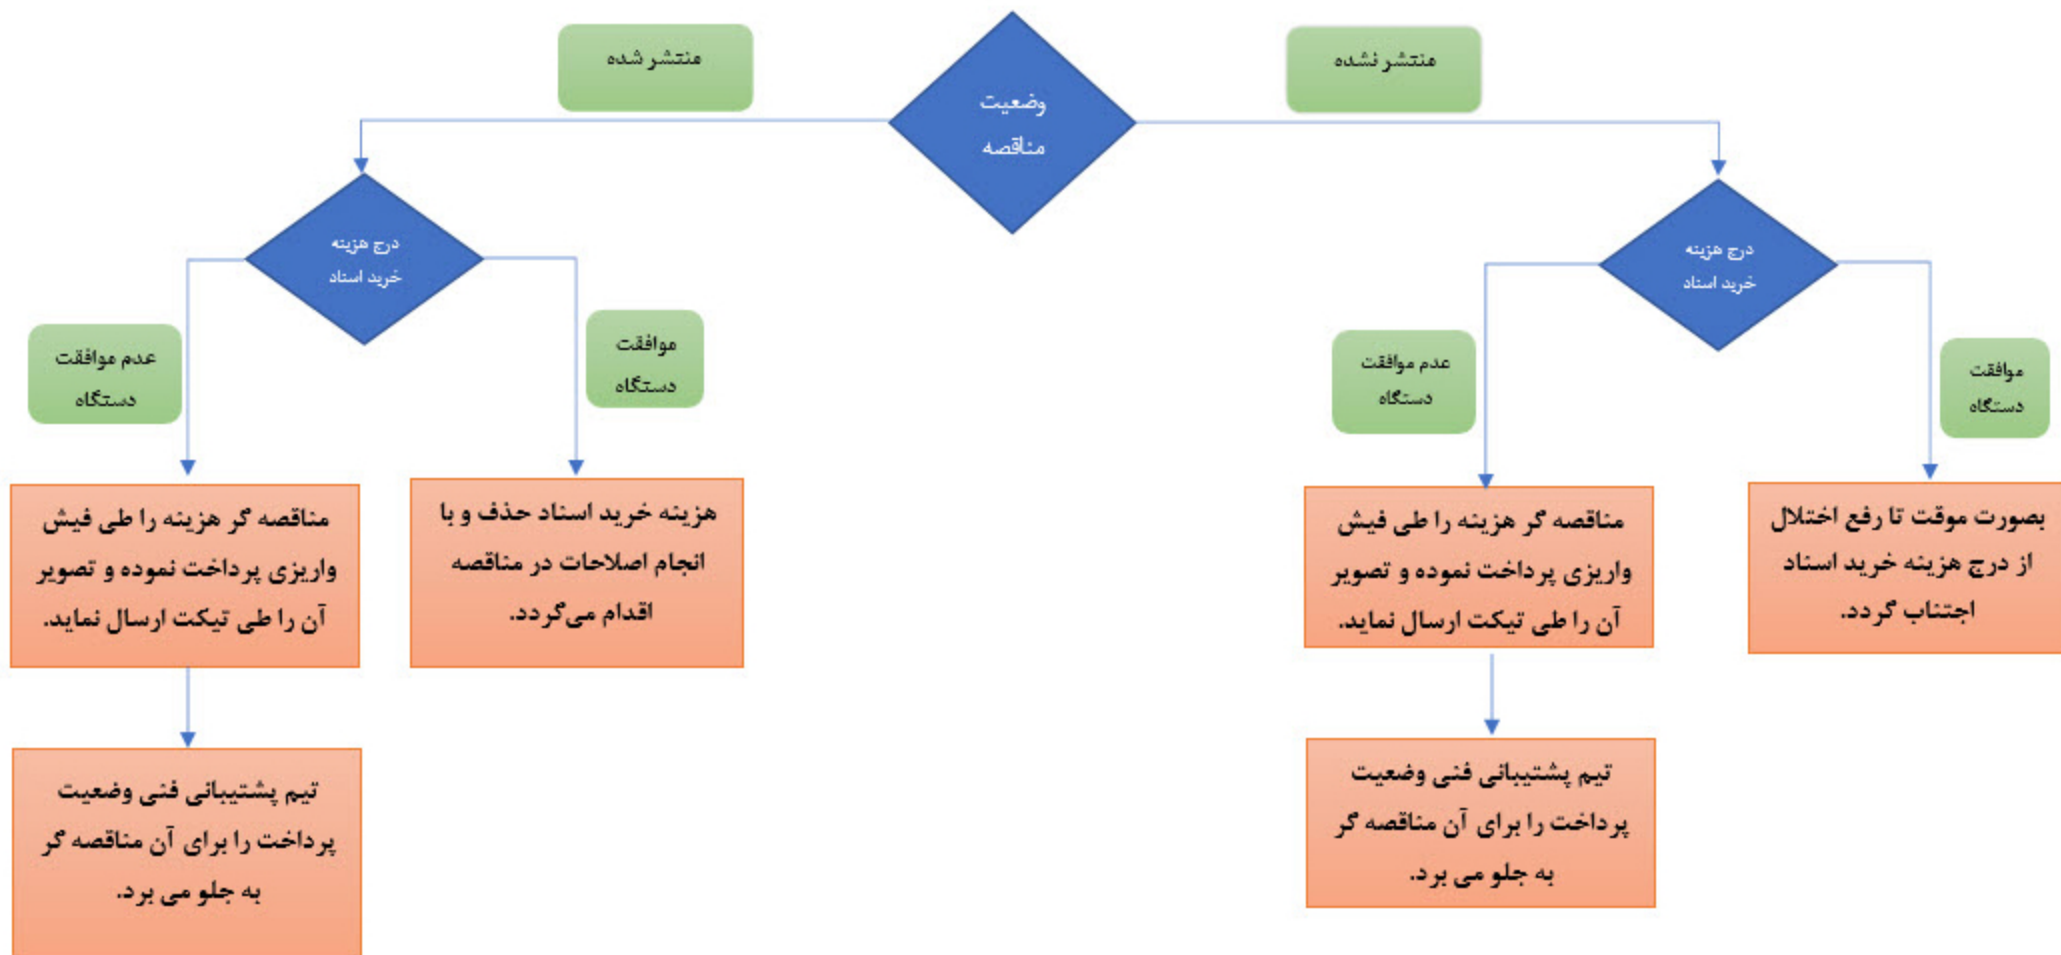 وضعیت
مناقصه
منتشر نشده
منتشر شده
درج هزینه
خرید اسناد
موافقت
دستگاه
عدم موافقت
دستگاه
بصورت موقت تا رفع اختلال
از درج هزینه خرید اسناد
اجتناب گردد.
مناقصه گر هزینه را طی فیش
واریزی پرداخت نموده و تصویر
آن را طی تیکت ارسال نماید.
تیم پشتیبانی فنی وضعیت
پرداخت را برای آن مناقصه گر
به جلو می برد.
درج هزینه
خرید اسناد
موافقت
دستگاه
عدم موافقت
دستگاه
هزینه خرید اسناد حذف و با
انجام اصلاحات در مناقصه
اقدام می‌گردد.
مناقصه گر هزینه را طی فیش
واریزی پرداخت نموده و تصویر
آن را طی تیکت ارسال نماید.
تیم پشتیبانی فنی وضعیت
پرداخت را برای آن مناقصه گر
به جلو می برد.